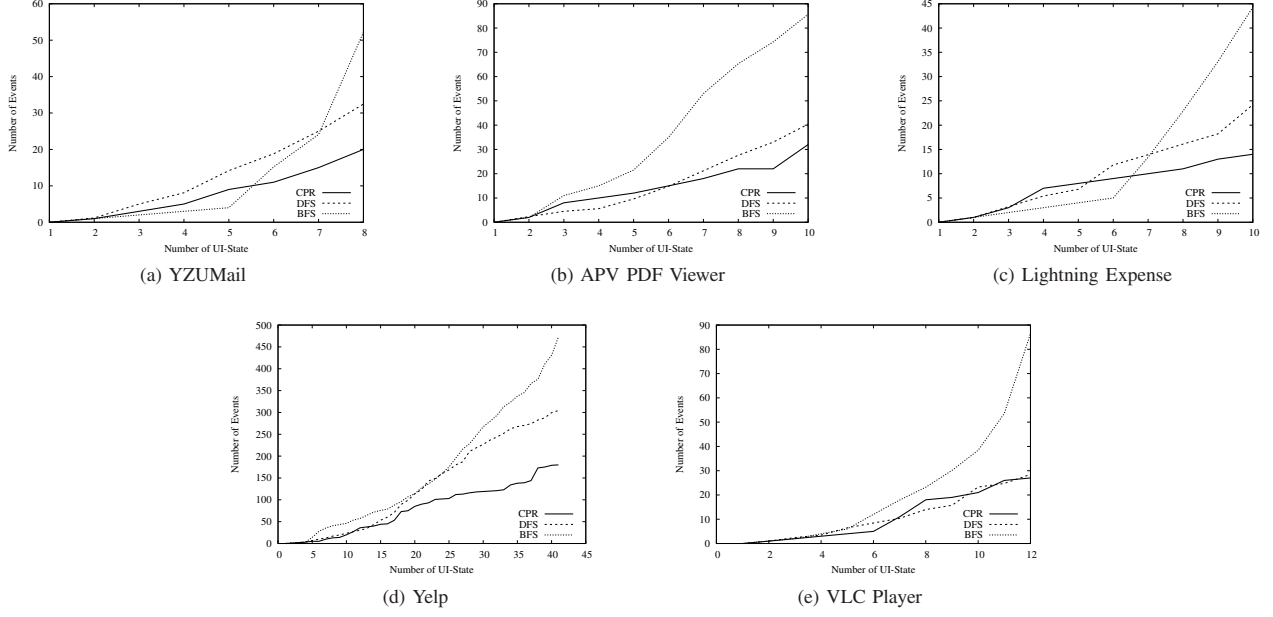 60
50
40
30
20
10
0
1 2 3 4 5 6 7 8
Number of Events
Number of UI-State
CPR
DFS
BFS
(a) YZUMail
90
80
70
60
50
40
30
20
10
0
1 2 3 4 5 6 7 8 9 10
Number of Events
Number of UI-State
CPR
DFS
BFS
(b) APV PDF Viewer
45
40
35
30
25
20
15
10
5
0
1 2 3 4 5 6 7 8 9 10
Number of Events
Number of UI-State
CPR
DFS
BFS
(c) Lightning Expense
500
450
400
350
300
250
200
150
100
50
0
0 5 10 15 20 25 30 35 40 45
Number of Events
Number of UI-State
CPR
DFS
BFS
(d) Yelp
90
80
70
60
50
40
30
20
10
0
0 2 4 6 8 10 12
Number of Events
Number of UI-State
CPR
DFS
BFS
(e) VLC Player